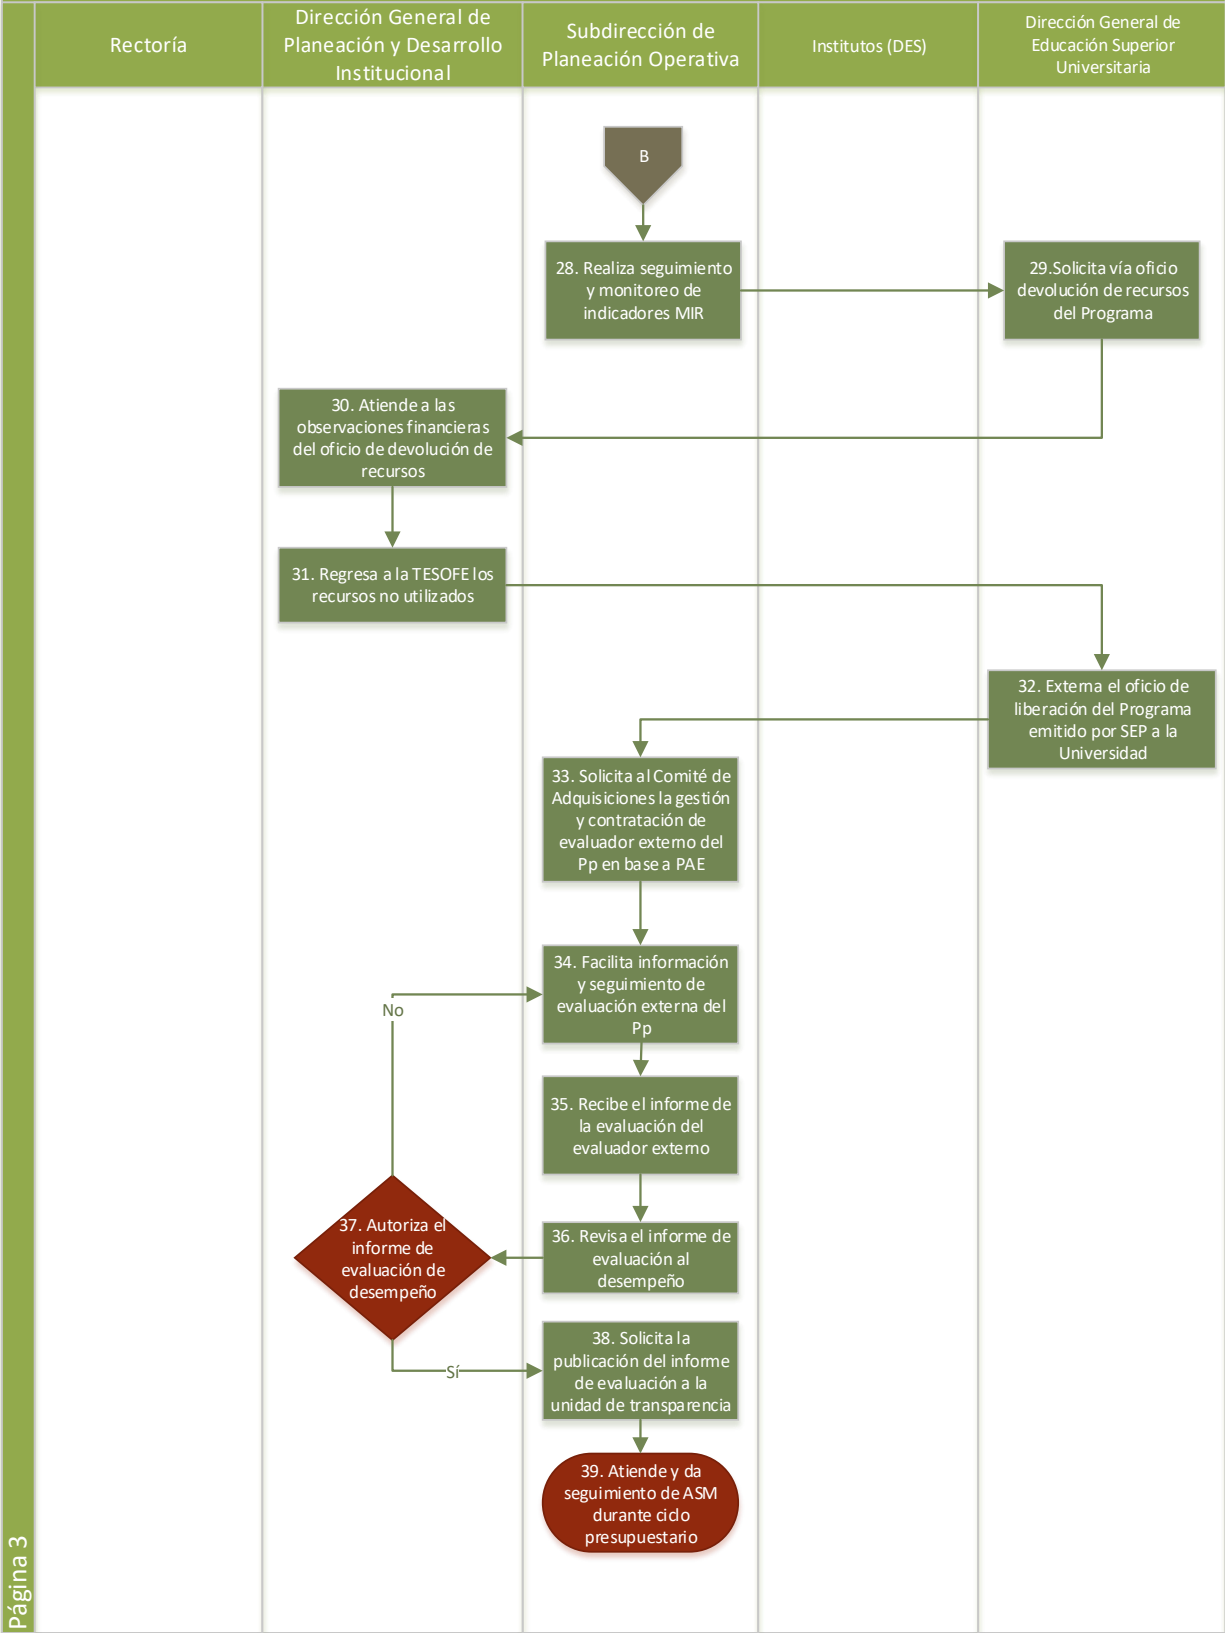 Rectoría
Dirección General de
Planeación y Desarrollo
Institucional
Subdirección de
Planeación Operativa
Institutos (DES)
Dirección General de
Educación Superior
Universitaria
B
28. Realiza seguimiento
y monitoreo de
indicadores MIR
29.Solicita vía oficio
devolución de recursos
del Programa
30. Atiende a las
observaciones financieras
del oficio de devolución de
recursos
31. Regresa a la TESOFE los
recursos no utilizados
32. Externa el oficio de
liberación del Programa
emitido por SEP a la
Universidad
33. Solicita al Comité de
Adquisiciones la gestión
y contratación de
evaluador externo del
Pp en base a PAE
34. Facilita información
y seguimiento de
evaluación externa del
Pp
No
35. Recibe el informe de
la evaluación del
evaluador externo
36. Revisa el informe de
evaluación al
desempeño
37. Autoriza el
informe de
evaluación de
desempeño
Sí
38. Solicita la
publicación del informe
de evaluación a la
unidad de transparencia
39. Atiende y da
seguimiento de ASM
durante ciclo
presupuestario
Página 3